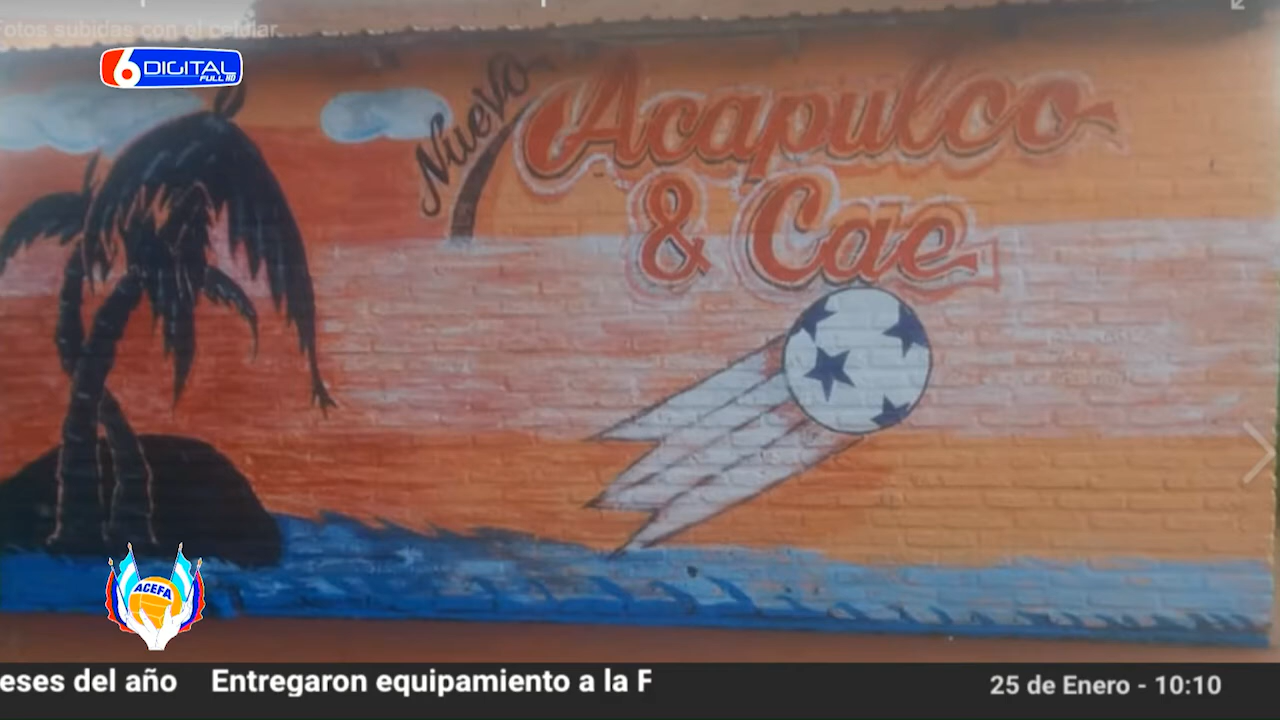 Fotos subidas con el celular.
6 DIGITAL
FULL HD
Nuevo Acapulco
& Cae
ACEFA
eses del año Entregaron equipamiento a la F
25 de Enero - 10:10